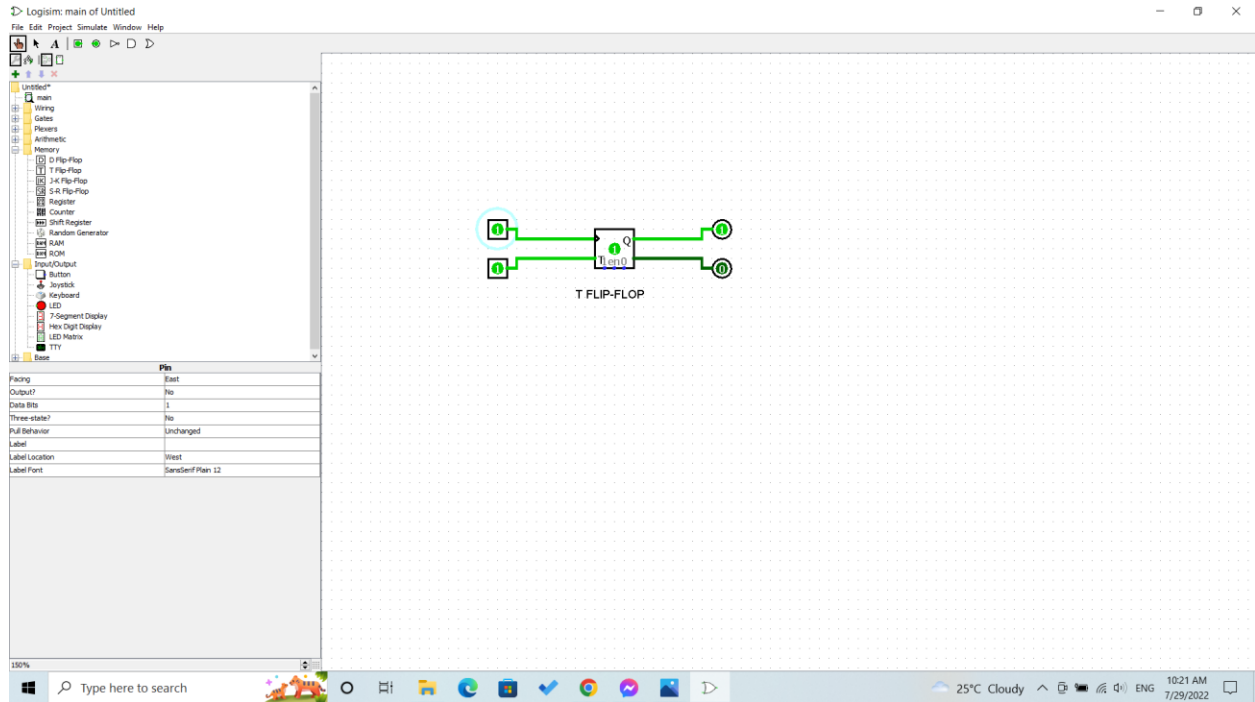 Logisim: main of Untitled
File Edit Project Simulate Window Help
A
Untitled*
main
Wiring
Gates
Plexers
Arithmetic
Memory
D D Flip-Flop
T T Flip-Flop
JK J-K Flip-Flop
SR S-R Flip-Flop
Register
Counter
Shift Register
Random Generator
RAM
ROM
Input/Output
Button
Joystick
Keyboard
LED
7-Segment Display
Hex Digit Display
LED Matrix
TTY
Base
Pin
Facing East
Output? No
Data Bits 1
Three-state? No
Pull Behavior Unchanged
Label
Label Location West
Label Font SansSerif Plain 12
150%
1 Q 1
1
1 T 1 en 0 0
T FLIP-FLOP
Type here to search
25°C Cloudy ENG 10:21 AM
7/29/2022